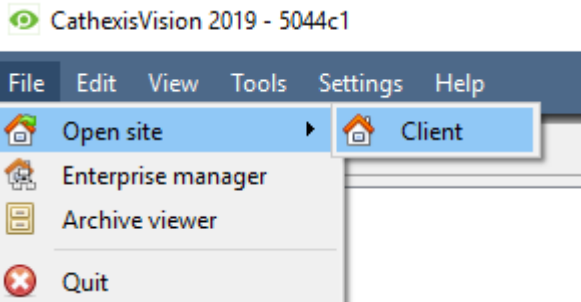 CathexisVision 2019 - 5044c1
File Edit View Tools Settings Help
Open site
Client
Enterprise manager
Archive viewer
Quit